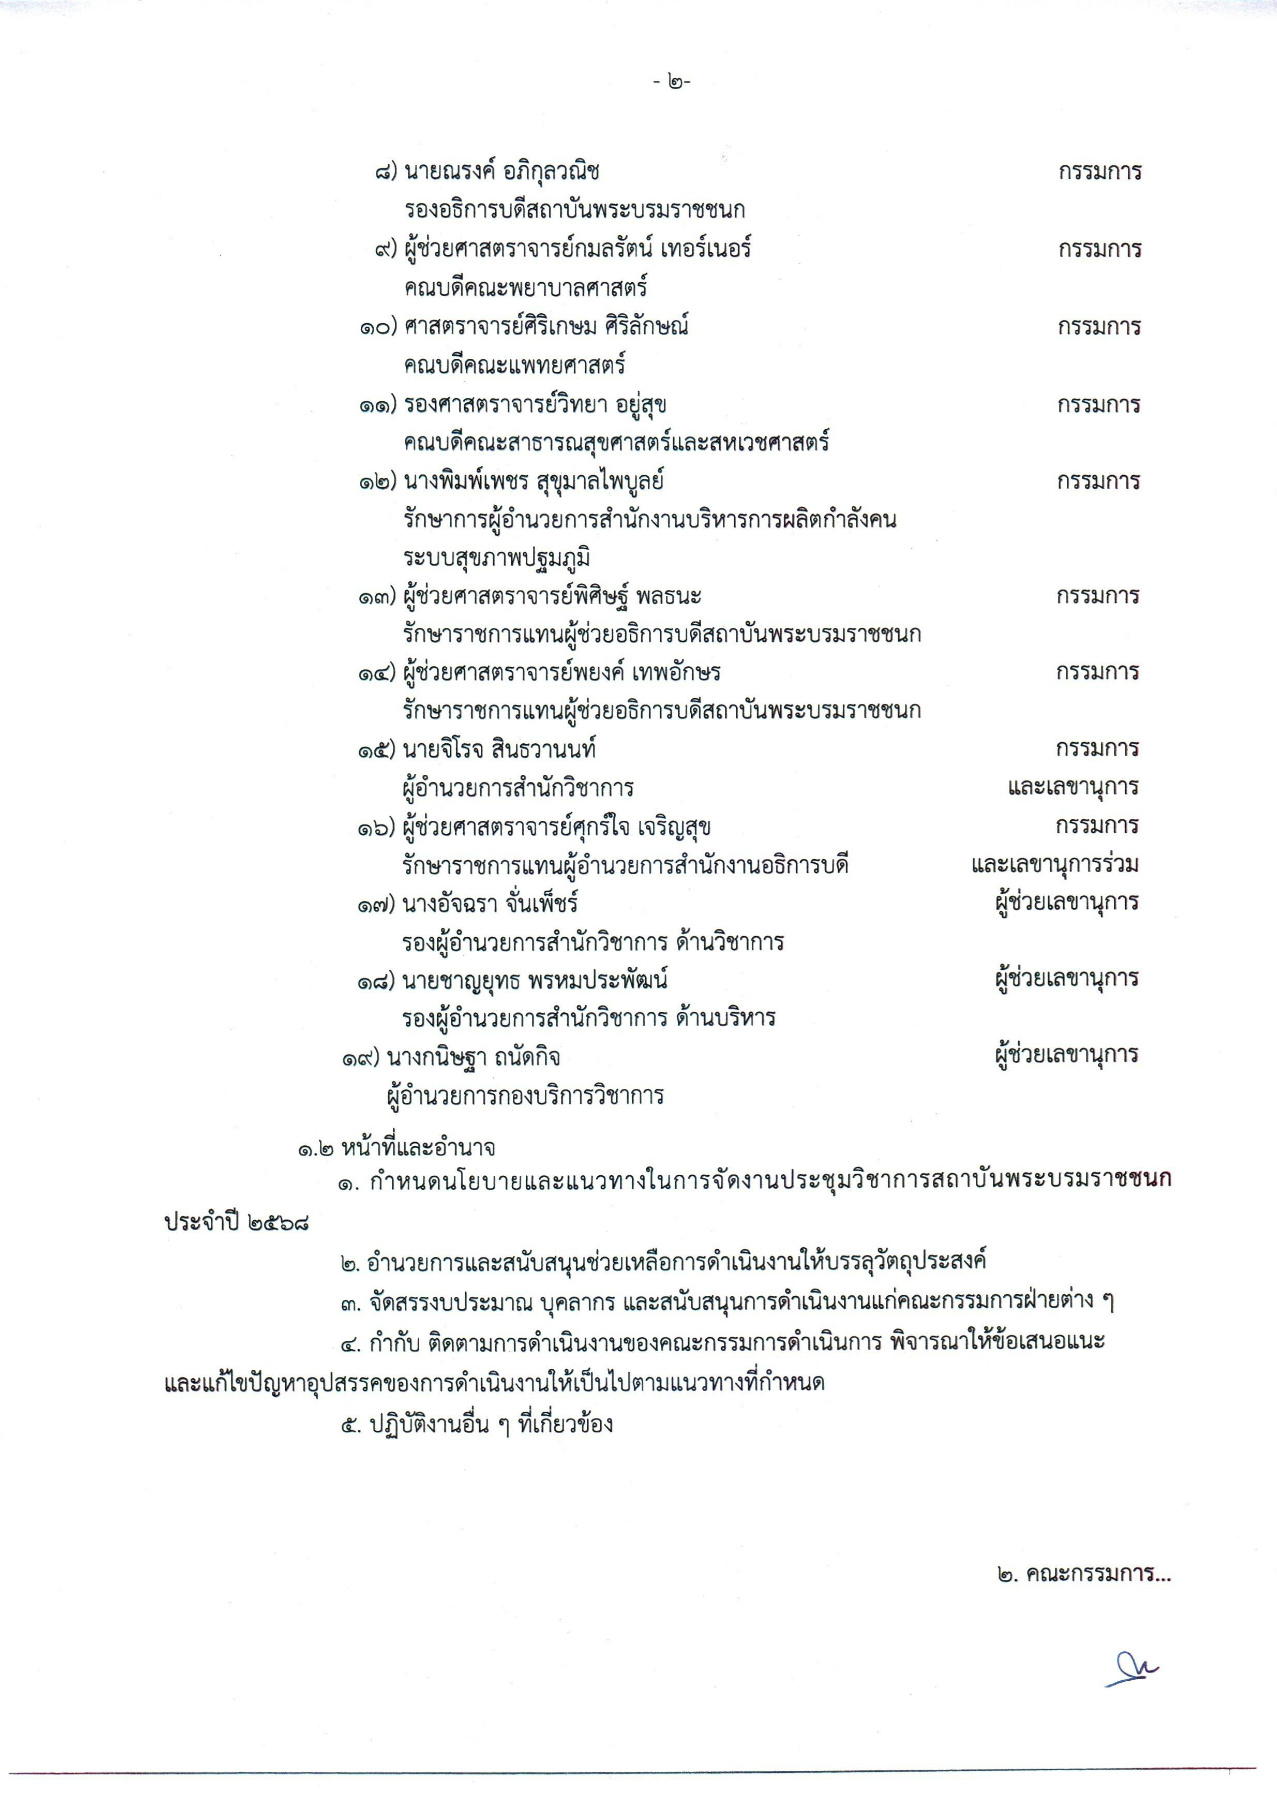 - ๒-
๘) นายณรงค์ อภิกุลวณิช กรรมการ
รองอธิการบดีสถาบันพระบรมราชชนก
๙) ผู้ช่วยศาสตราจารย์กมลรัตน์ เทอร์เนอร์ กรรมการ
คณบดีคณะพยาบาลศาสตร์
๑๐) ศาสตราจารย์ศิริเกษม ศิริลักษณ์ กรรมการ
คณบดีคณะแพทยศาสตร์
๑๑) รองศาสตราจารย์วิทยา อยู่สุข กรรมการ
คณบดีคณะสาธารณสุขศาสตร์และสหเวชศาสตร์
๑๒) นางพิมพ์เพชร สุขุมาลไพบูลย์ กรรมการ
รักษาการผู้อำนวยการสำนักงานบริหารการผลิตกำลังคน
ระบบสุขภาพปฐมภูมิ
๑๓) ผู้ช่วยศาสตราจารย์พิศิษฐ์ พลธนะ กรรมการ
รักษาราชการแทนผู้ช่วยอธิการบดีสถาบันพระบรมราชชนก
๑๔) ผู้ช่วยศาสตราจารย์พยงค์ เทพอักษร กรรมการ
รักษาราชการแทนผู้ช่วยอธิการบดีสถาบันพระบรมราชชนก
๑๕) นายจิโรจ สินธวานนท์ กรรมการ
ผู้อำนวยการสำนักวิชาการ และเลขานุการ
๑๖) ผู้ช่วยศาสตราจารย์ศุกร์ใจ เจริญสุข กรรมการ
รักษาราชการแทนผู้อำนวยการสำนักงานอธิการบดี และเลขานุการร่วม
๑๗) นางอัจฉรา จั่นเพ็ชร์ ผู้ช่วยเลขานุการ
รองผู้อำนวยการสำนักวิชาการ ด้านวิชาการ
๑๘) นายชาญยุทธ พรหมประพัฒน์ ผู้ช่วยเลขานุการ
รองผู้อำนวยการสำนักวิชาการ ด้านบริหาร
๑๙) นางกนิษฐา ถนัดกิจ ผู้ช่วยเลขานุการ
ผู้อำนวยการกองบริการวิชาการ
๑.๒ หน้าที่และอำนาจ
๑. กำหนดนโยบายและแนวทางในการจัดงานประชุมวิชาการสถาบันพระบรมราชชนก
ประจำปี ๒๕๖๘
๒. อำนวยการและสนับสนุนช่วยเหลือการดำเนินงานให้บรรลุวัตถุประสงค์
๓. จัดสรรงบประมาณ บุคลากร และสนับสนุนการดำเนินงานแก่คณะกรรมการฝ่ายต่าง ๆ
๔. กำกับ ติดตามการดำเนินงานของคณะกรรมการดำเนินการ พิจารณาให้ข้อเสนอแนะ
และแก้ไขปัญหาอุปสรรคของการดำเนินงานให้เป็นไปตามแนวทางที่กำหนด
๕. ปฏิบัติงานอื่น ๆ ที่เกี่ยวข้อง
๒. คณะกรรมการ...